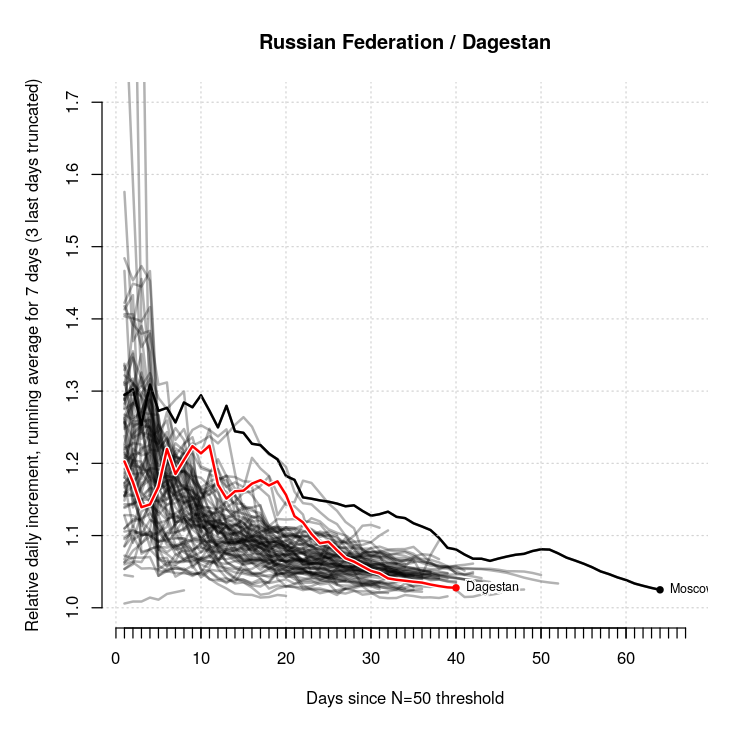 Russian Federation / Dagestan
Relative daily increment, running average for 7 days (3 last days truncated)
1.7
1.6
1.5
1.4
1.3
1.2
1.1
1.0
Dagestan
Moscow
0 10 20 30 40 50 60
Days since N=50 threshold